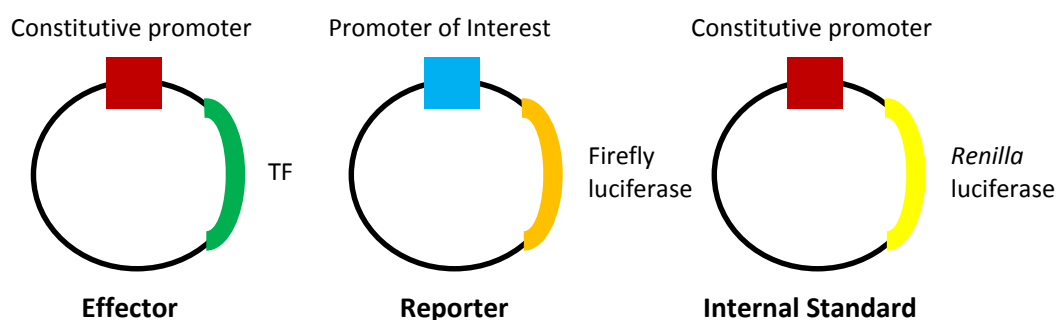 Constitutive promoter
Promoter of Interest
Constitutive promoter
TF
Firefly
luciferase
Renilla
luciferase
Effector
Reporter
Internal Standard